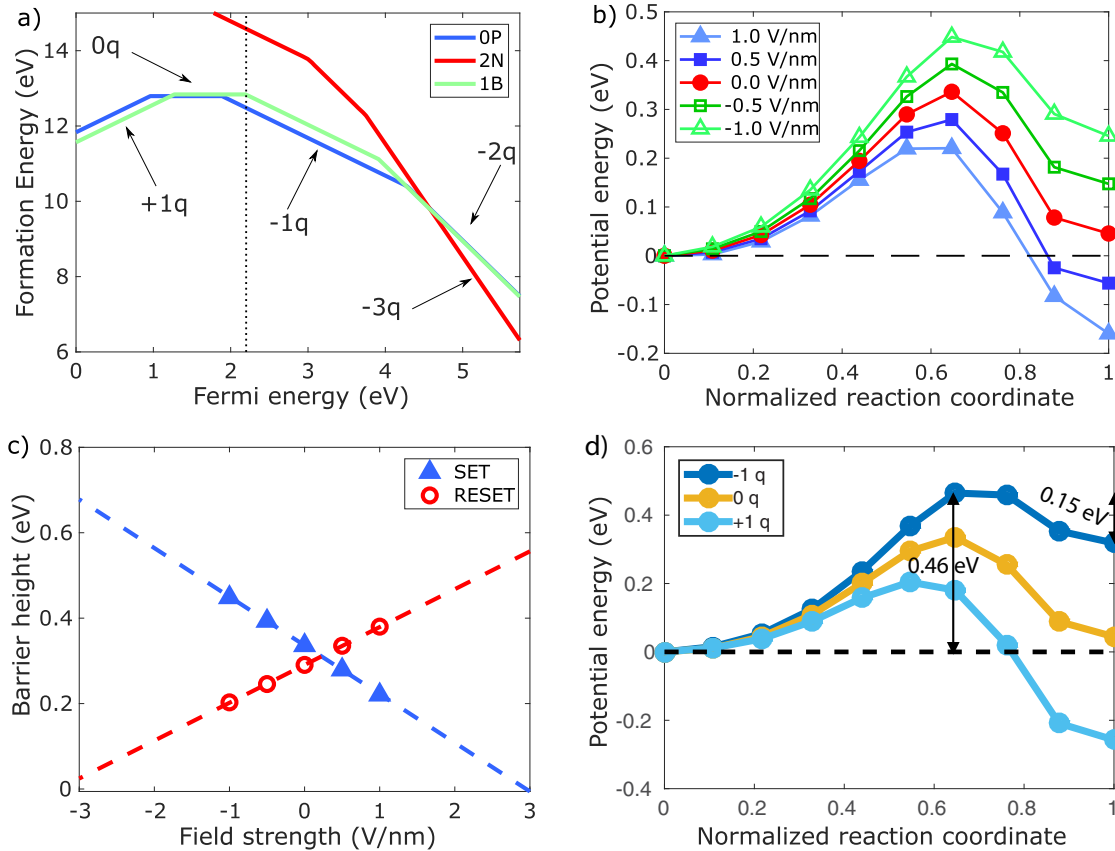 a)
Formation Energy (eV)
14
12
10
8
6
0q
+1q
-1q
-2q
-3q
0P
2N
1B
0
1
2
3
4
5
Fermi energy (eV)
b)
Potential energy (eV)
0.5
0.4
0.3
0.2
0.1
0
-0.1
-0.2
1.0 V/nm
0.5 V/nm
0.0 V/nm
-0.5 V/nm
-1.0 V/nm
0
0.2
0.4
0.6
0.8
1
Normalized reaction coordinate
c)
Barrier height (eV)
0.8
0.6
0.4
0.2
0
SET
RESET
-3
-2
-1
0
1
2
3
Field strength (V/nm)
d)
Potential energy (eV)
0.6
0.4
0.2
0
-0.2
-0.4
-1 q
0 q
+1 q
0.15 eV
0.46 eV
0
0.2
0.4
0.6
0.8
1
Normalized reaction coordinate